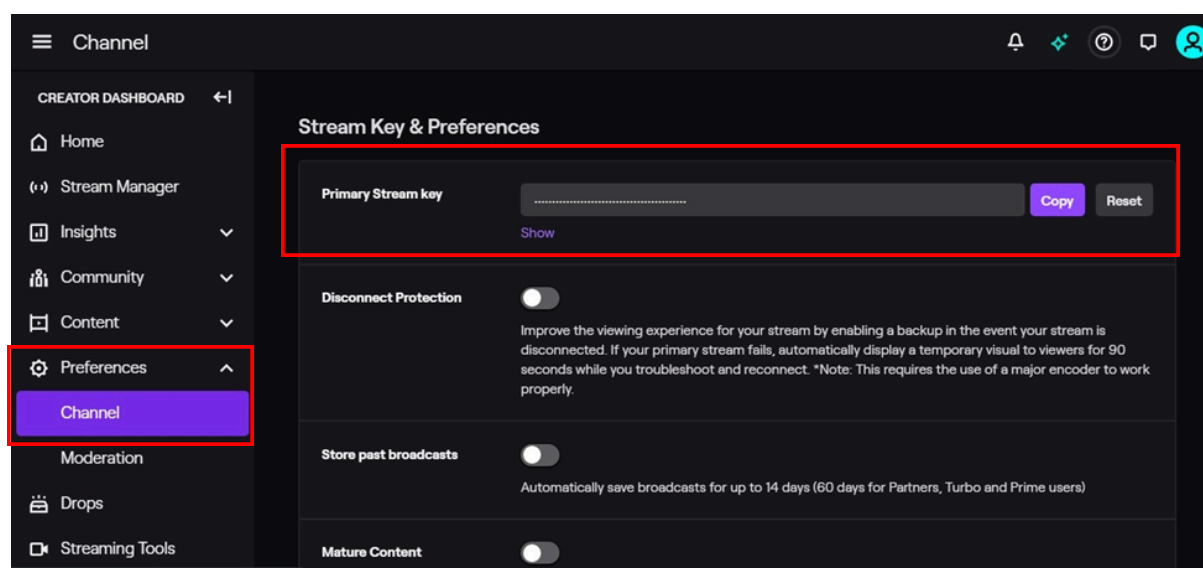 Channel
CREATOR DASHBOARD
Home
Stream Manager
Insights
Community
Content
Preferences
Channel
Moderation
Drops
Streaming Tools
Stream Key & Preferences
Primary Stream key
Copy
Reset
Show
Disconnect Protection
Improve the viewing experience for your stream by enabling a backup in the event your stream is
disconnected. If your primary stream fails, automatically display a temporary visual to viewers for 90
seconds while you troubleshoot and reconnect. *Note: This requires the use of a major encoder to work
properly.
Store past broadcasts
Automatically save broadcasts for up to 14 days (60 days for Partners, Turbo and Prime users)
Mature Content